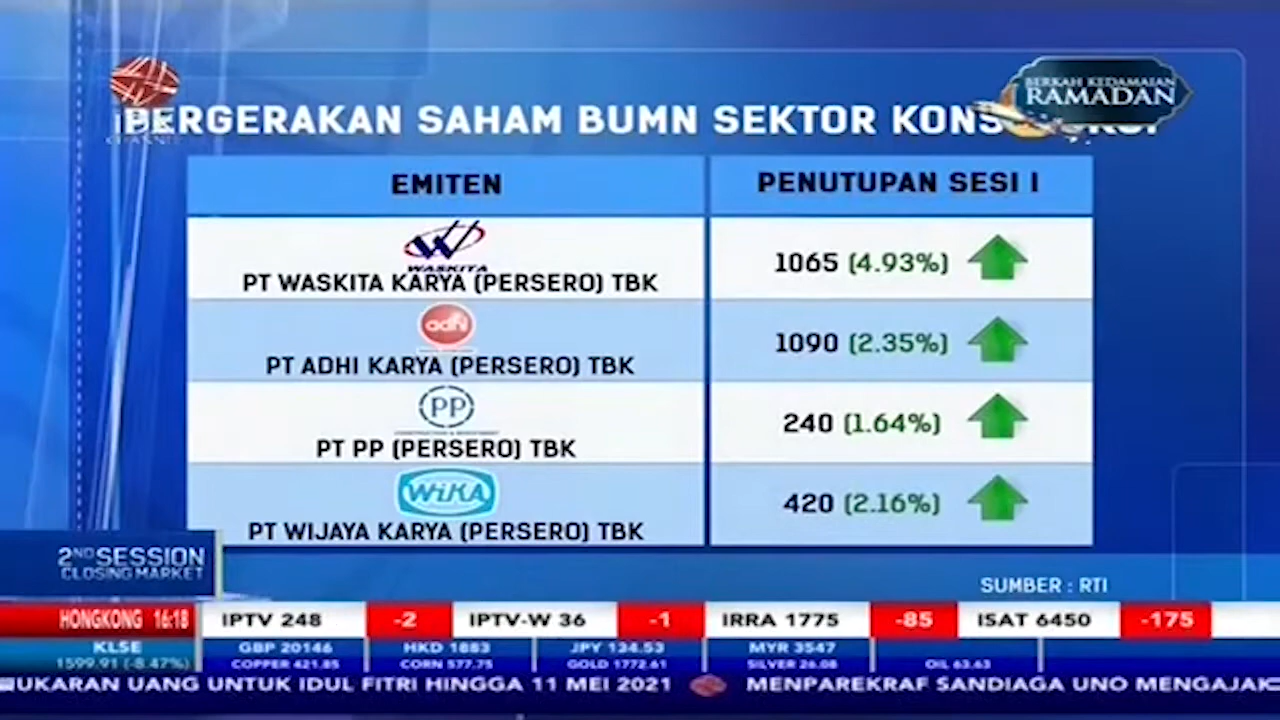 BERKAH KEDAMAIAN
RAMADAN
PERGERAKAN SAHAM BUMN SEKTOR
EMITEN
PENUTUPAN SESI I
WASKITA
PT WASKITA KARYA (PERSERO) TBK
1065 (4.93%)
adhi
PT ADHI KARYA (PERSERO) TBK
1090 (2.35%)
PP
PT PP (PERSERO) TBK
240 (1.64%)
WIKA
PT WIJAYA KARYA (PERSERO) TBK
420 (2.16%)
2ND SESSION
CLOSING MARKET
SUMBER : RTI
HONGKONG 16:18
IPTV 248 -2 IPTV-W 36 -1 IRRA 1775 -85 ISAT 6450 -175
KLSE GBP 20146 HKD 1883 JPY 134.53 MYR 3547
1599.91 (-8.47%) COPPER 421.85 CORN 577.75 GOLD 1772.61 SILVER 26.08 OIL 63.63
UKARAN UANG UNTUK IDUL FITRI HINGGA 11 MEI 2021 MENPAREKRAF SANDIAGA UNO MENGAJAK